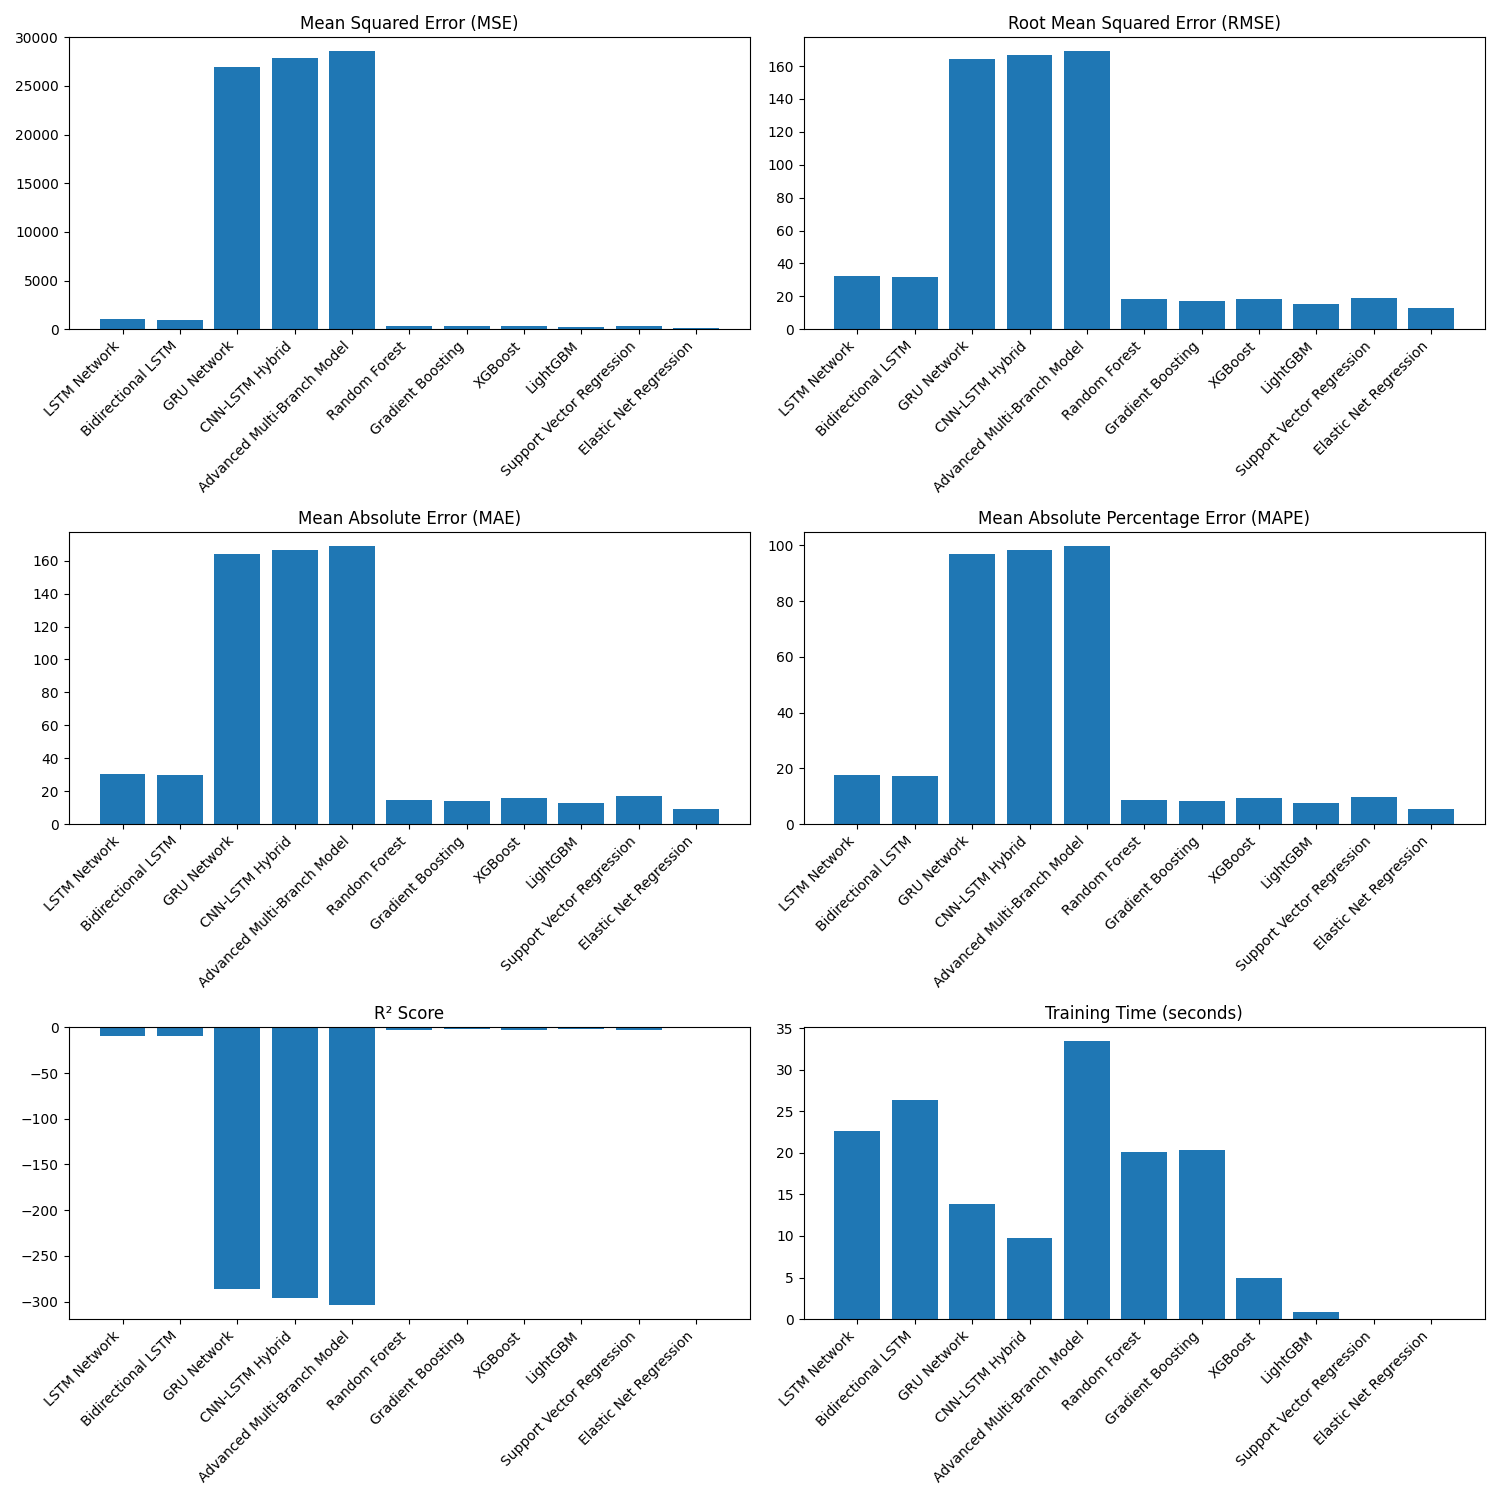 Mean Squared Error (MSE)
30000
25000
20000
15000
10000
5000
0
LSTM Network
Bidirectional LSTM
GRU Network
CNN-LSTM Hybrid
Advanced Multi-Branch Model
Random Forest
Gradient Boosting
XGBoost
LightGBM
Support Vector Regression
Elastic Net Regression
Root Mean Squared Error (RMSE)
160
140
120
100
80
60
40
20
0
LSTM Network
Bidirectional LSTM
GRU Network
CNN-LSTM Hybrid
Advanced Multi-Branch Model
Random Forest
Gradient Boosting
XGBoost
LightGBM
Support Vector Regression
Elastic Net Regression
Mean Absolute Error (MAE)
160
140
120
100
80
60
40
20
0
LSTM Network
Bidirectional LSTM
GRU Network
CNN-LSTM Hybrid
Advanced Multi-Branch Model
Random Forest
Gradient Boosting
XGBoost
LightGBM
Support Vector Regression
Elastic Net Regression
Mean Absolute Percentage Error (MAPE)
100
80
60
40
20
0
LSTM Network
Bidirectional LSTM
GRU Network
CNN-LSTM Hybrid
Advanced Multi-Branch Model
Random Forest
Gradient Boosting
XGBoost
LightGBM
Support Vector Regression
Elastic Net Regression
R² Score
0
−50
−100
−150
−200
−250
−300
LSTM Network
Bidirectional LSTM
GRU Network
CNN-LSTM Hybrid
Advanced Multi-Branch Model
Random Forest
Gradient Boosting
XGBoost
LightGBM
Support Vector Regression
Elastic Net Regression
Training Time (seconds)
35
30
25
20
15
10
5
0
LSTM Network
Bidirectional LSTM
GRU Network
CNN-LSTM Hybrid
Advanced Multi-Branch Model
Random Forest
Gradient Boosting
XGBoost
LightGBM
Support Vector Regression
Elastic Net Regression